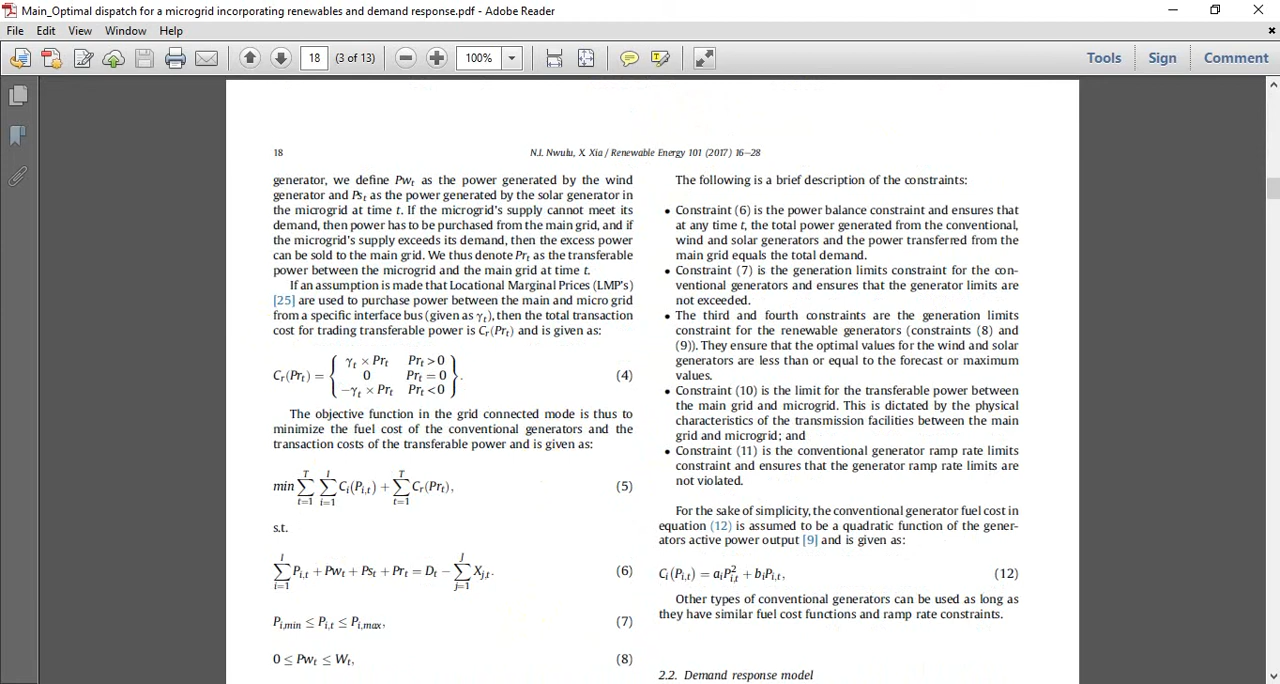 Main_Optimal dispatch for a microgrid incorporating renewables and demand response.pdf - Adobe Reader
File Edit View Window Help
18 (3 of 13) 100% Tools Sign Comment
18 N.I. Nwulu, X. Xia / Renewable Energy 101 (2017) 16–28
generator, we define Pwₜ as the power generated by the wind
generator and Psₜ as the power generated by the solar generator in
the microgrid at time t. If the microgrid's supply cannot meet its
demand, then power has to be purchased from the main grid, and if
the microgrid's supply exceeds its demand, then the excess power
can be sold to the main grid. We thus denote Prₜ as the transferable
power between the microgrid and the main grid at time t.
If an assumption is made that Locational Marginal Prices (LMP's)
[25] are used to purchase power between the main and micro grid
from a specific interface bus (given as γₜ), then the total transaction
cost for trading transferable power is Cᵣ(Prₜ) and is given as:
Cᵣ(Prₜ) = { γₜ × Prₜ Prₜ > 0
0 Prₜ = 0
−γₜ × Prₜ Prₜ < 0 }. (4)
The objective function in the grid connected mode is thus to
minimize the fuel cost of the conventional generators and the
transaction costs of the transferable power and is given as:
min ∑_{t=1}^{T} ∑_{i=1}^{I} C_i(P_{i,t}) + ∑_{t=1}^{T} C_r(Pr_t), (5)
s.t.
∑_{i=1}^{I} P_{i,t} + Pw_t + Ps_t + Pr_t = D_t − ∑_{j=1}^{J} X_{j,t}. (6)
P_{i,min} ≤ P_{i,t} ≤ P_{i,max}, (7)
0 ≤ Pw_t ≤ W_t, (8)
The following is a brief description of the constraints:
• Constraint (6) is the power balance constraint and ensures that
at any time t, the total power generated from the conventional,
wind and solar generators and the power transferred from the
main grid equals the total demand.
• Constraint (7) is the generation limits constraint for the con-
ventional generators and ensures that the generator limits are
not exceeded.
• The third and fourth constraints are the generation limits
constraint for the renewable generators (constraints (8) and
(9)). They ensure that the optimal values for the wind and solar
generators are less than or equal to the forecast or maximum
values.
• Constraint (10) is the limit for the transferable power between
the main grid and microgrid. This is dictated by the physical
characteristics of the transmission facilities between the main
grid and microgrid; and
• Constraint (11) is the conventional generator ramp rate limits
constraint and ensures that the generator ramp rate limits are
not violated.
For the sake of simplicity, the conventional generator fuel cost in
equation (12) is assumed to be a quadratic function of the gener-
ators active power output [9] and is given as:
C_i(P_{i,t}) = a_i P²_{i,t} + b_i P_{i,t}, (12)
Other types of conventional generators can be used as long as
they have similar fuel cost functions and ramp rate constraints.
2.2. Demand response model